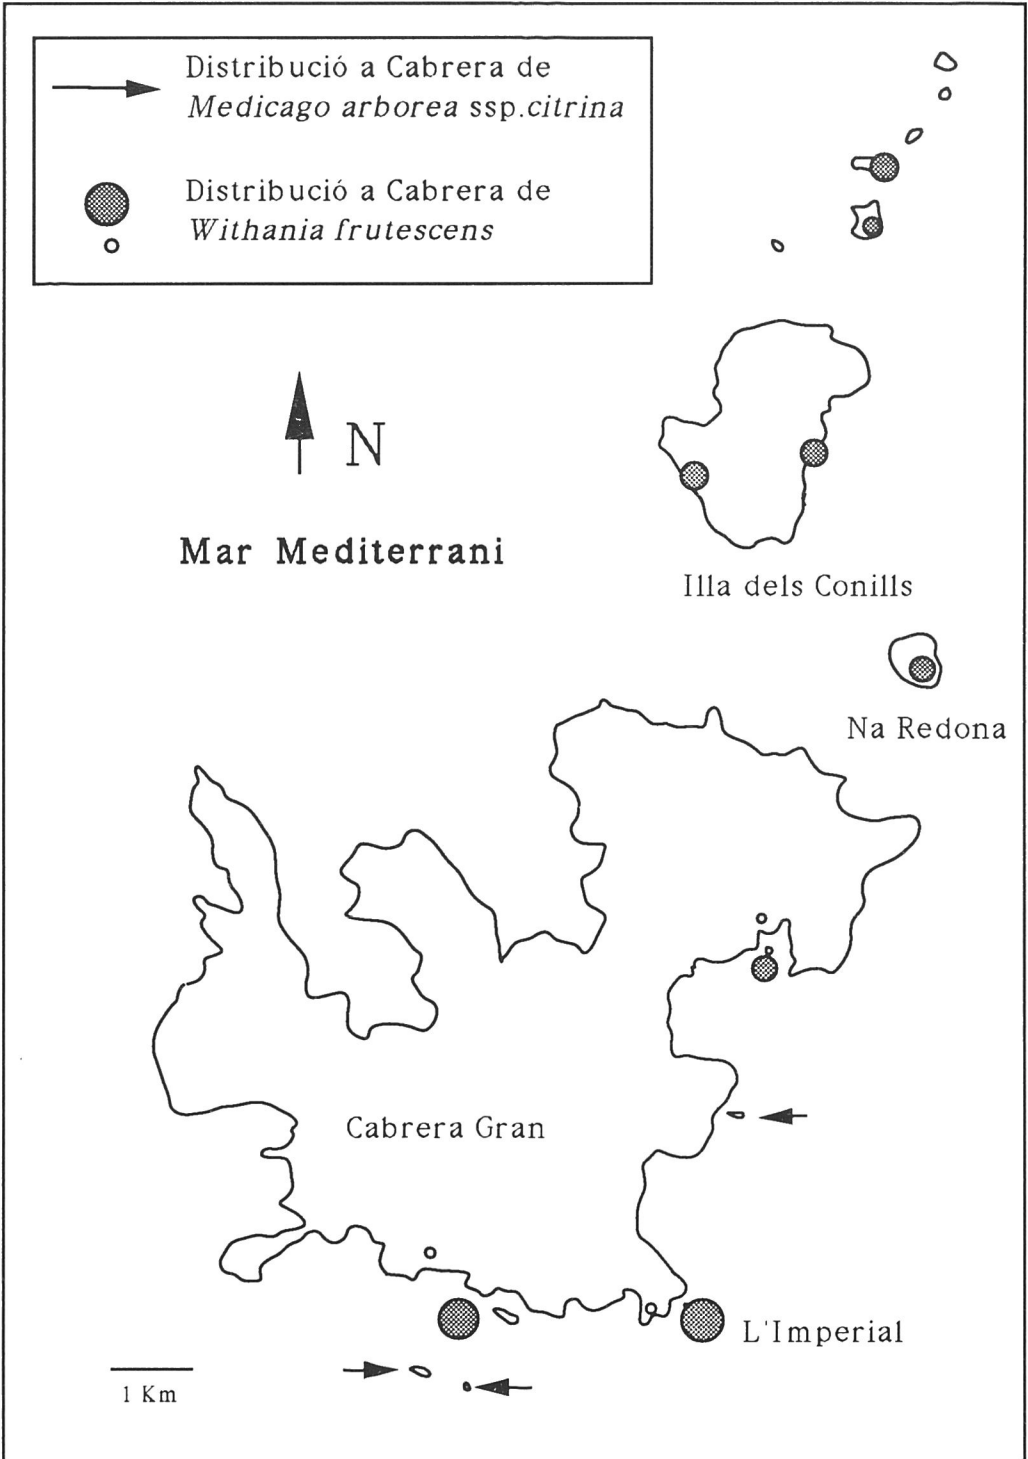 Distribució a Cabrera de
Medicago arborea ssp.citrina
Distribució a Cabrera de
Withania frutescens
N
Mar Mediterrani
Illa dels Conills
Na Redona
Cabrera Gran
L'Imperial
1 Km